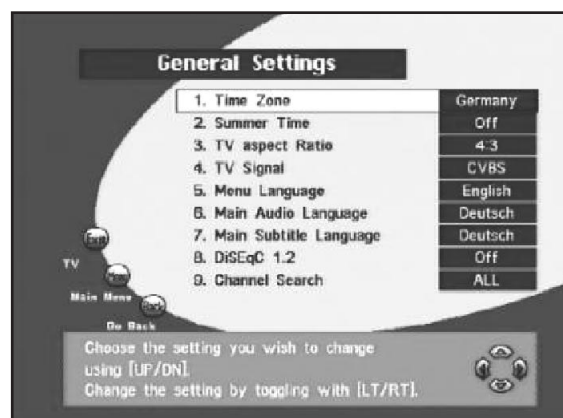 General Settings
1. Time Zone Germany
2. Summer Time Off
3. TV aspect Ratio 4:3
4. TV Signal CVBS
5. Menu Language English
6. Main Audio Language Deutsch
7. Main Subtitle Language Deutsch
8. DiSEqC 1.2 Off
9. Channel Search ALL
Exit
TV
Menu
Main Menu
Back
Go Back
Choose the setting you wish to change
using [UP/DN].
Change the setting by toggling with [LT/RT].